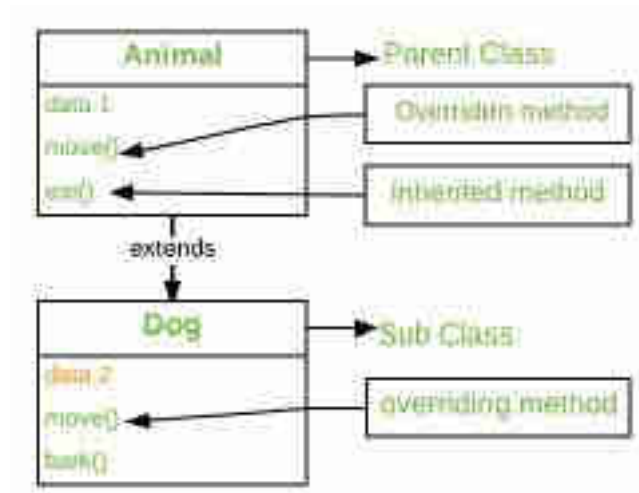 Animal
Parent Class
data 1
Overriden method
move()
eat()
Inherited method
extends
Dog
Sub Class
data 2
move()
overriding method
bark()